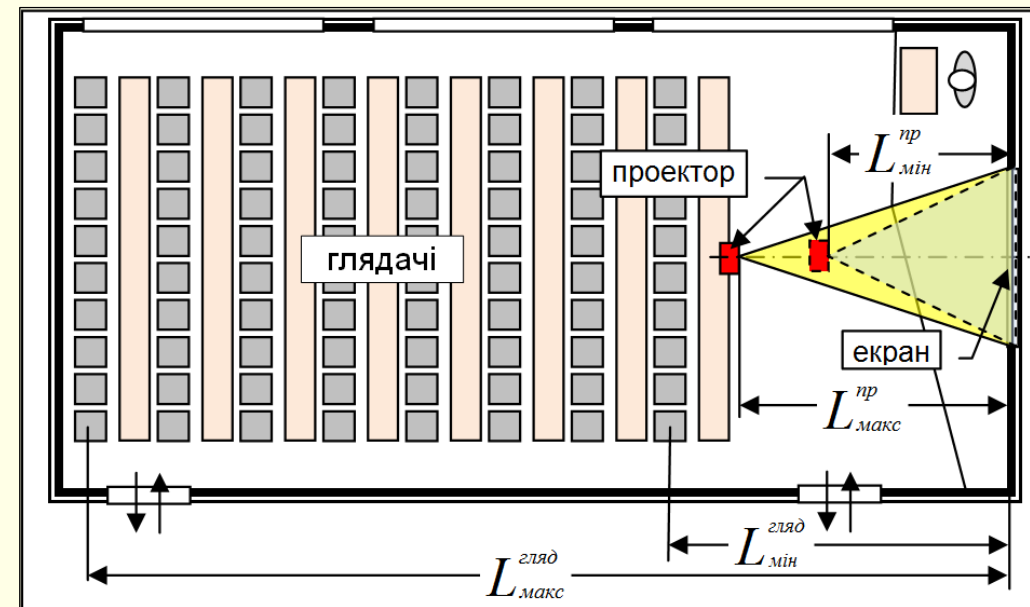 L пр мін
проектор
глядачі
екран
L пр макс
L гляд мін
L гляд макс